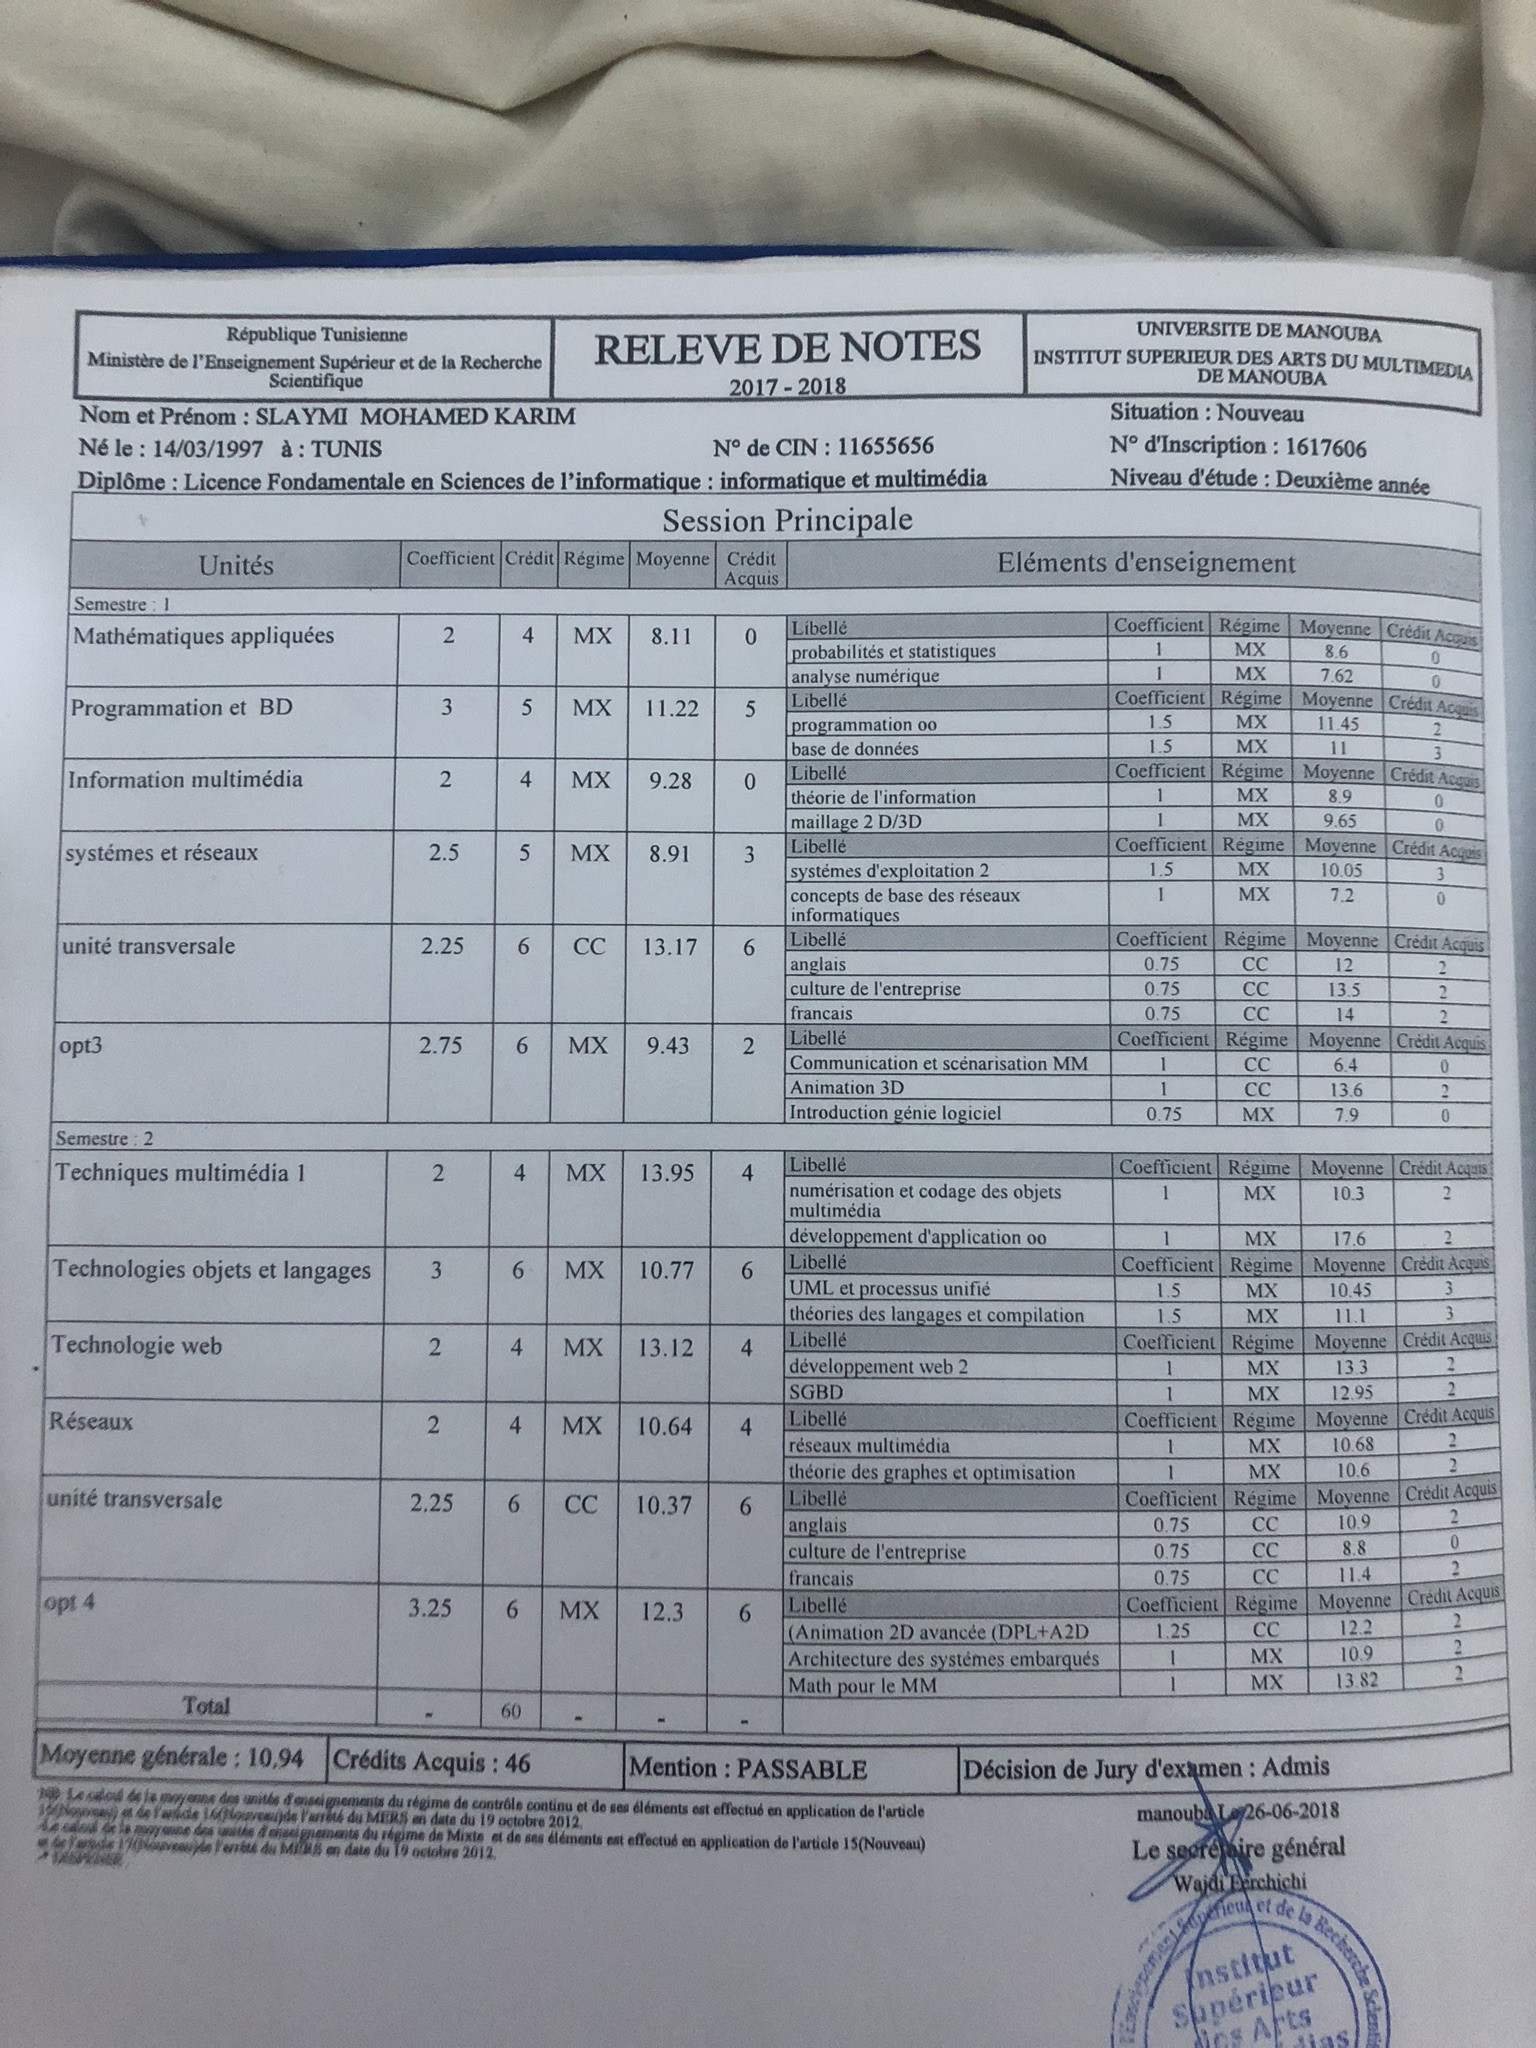 République Tunisienne
Ministère de l'Enseignement Supérieur et de la Recherche
Scientifique
RELEVE DE NOTES
2017 - 2018
UNIVERSITE DE MANOUBA
INSTITUT SUPERIEUR DES ARTS DU MULTIMEDIA
DE MANOUBA
Nom et Prénom : SLAYMI MOHAMED KARIM
Situation : Nouveau
Né le : 14/03/1997 à : TUNIS
N° de CIN : 11655656
N° d'Inscription : 1617606
Diplôme : Licence Fondamentale en Sciences de l'informatique : informatique et multimédia
Niveau d'étude : Deuxième année
Session Principale
Unités Coefficient Crédit Régime Moyenne Crédit Acquis Eléments d'enseignement
Semestre : 1
Mathématiques appliquées 2 4 MX 8.11 0
Libellé Coefficient Régime Moyenne Crédit Acquis
probabilités et statistiques 1 MX 8.6 0
analyse numérique 1 MX 7.62 0
Programmation et BD 3 5 MX 11.22 5
Libellé Coefficient Régime Moyenne Crédit Acquis
programmation oo 1.5 MX 11.45 2
base de données 1.5 MX 11 3
Information multimédia 2 4 MX 9.28 0
Libellé Coefficient Régime Moyenne Crédit Acquis
théorie de l'information 1 MX 8.9 0
maillage 2 D/3D 1 MX 9.65 0
systémes et réseaux 2.5 5 MX 8.91 3
Libellé Coefficient Régime Moyenne Crédit Acquis
systémes d'exploitation 2 1.5 MX 10.05 3
concepts de base des réseaux 1 MX 7.2 0
informatiques
unité transversale 2.25 6 CC 13.17 6
Libellé Coefficient Régime Moyenne Crédit Acquis
anglais 0.75 CC 12 2
culture de l'entreprise 0.75 CC 13.5 2
francais 0.75 CC 14 2
opt3 2.75 6 MX 9.43 2
Libellé Coefficient Régime Moyenne Crédit Acquis
Communication et scénarisation MM 1 CC 6.4 0
Animation 3D 1 CC 13.6 2
Introduction génie logiciel 0.75 MX 7.9 0
Semestre : 2
Techniques multimédia 1 2 4 MX 13.95 4
Libellé Coefficient Régime Moyenne Crédit Acquis
numérisation et codage des objets 1 MX 10.3 2
multimédia
développement d'application oo 1 MX 17.6 2
Technologies objets et langages 3 6 MX 10.77 6
Libellé Coefficient Régime Moyenne Crédit Acquis
UML et processus unifié 1.5 MX 10.45 3
théories des langages et compilation 1.5 MX 11.1 3
Technologie web 2 4 MX 13.12 4
Libellé Coefficient Régime Moyenne Crédit Acquis
développement web 2 1 MX 13.3 2
SGBD 1 MX 12.95 2
Réseaux 2 4 MX 10.64 4
Libellé Coefficient Régime Moyenne Crédit Acquis
réseaux multimédia 1 MX 10.68 2
théorie des graphes et optimisation 1 MX 10.6 2
unité transversale 2.25 6 CC 10.37 6
Libellé Coefficient Régime Moyenne Crédit Acquis
anglais 0.75 CC 10.9 2
culture de l'entreprise 0.75 CC 8.8 0
francais 0.75 CC 11.4 2
opt 4 3.25 6 MX 12.3 6
Libellé Coefficient Régime Moyenne Crédit Acquis
(Animation 2D avancée (DPL+A2D 1.25 CC 12.2 2
Architecture des systémes embarqués 1 MX 10.9 2
Math pour le MM 1 MX 13.82 2
Total - 60 - - -
Moyenne générale : 10,94 Crédits Acquis : 46 Mention : PASSABLE Décision de Jury d'examen : Admis
Le calcul de la moyenne des unités d'enseignements du régime de contrôle continu et de ses éléments est effectué en application de l'article
et de l'article 16(Nouveau)de l'arrêté du MERS en date du 19 octobre 2012.
Le calcul de la moyenne des unités d'enseignements du régime de Mixte et de ses éléments est effectué en application de l'article 15(Nouveau)
et de l'article 17(Nouveau)de l'arrêté du MERS en date du 19 octobre 2012.
manouba Le 26-06-2018
Le secrétaire général
Wajdi Ferchichi
Supérieur et de la Recherche
Institut
Supérieur
des Arts